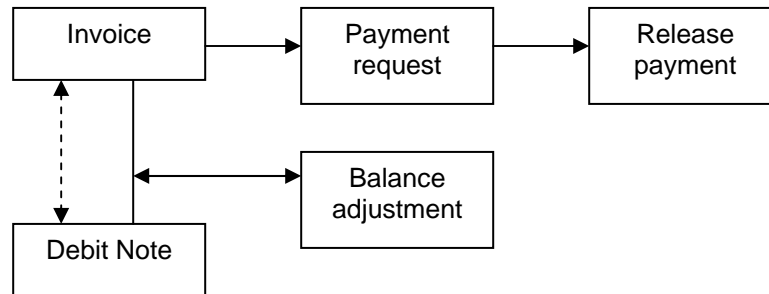 Invoice
Payment
request
Release
payment
Balance
adjustment
Debit Note